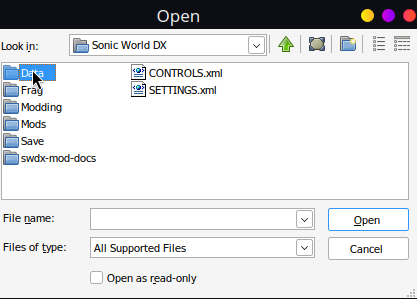 Open
Look in:
Sonic World DX
Data
CONTROLS.xml
Frag
SETTINGS.xml
Modding
Mods
Save
swdx-mod-docs
File name:
Open
Files of type:
All Supported Files
Cancel
Open as read-only